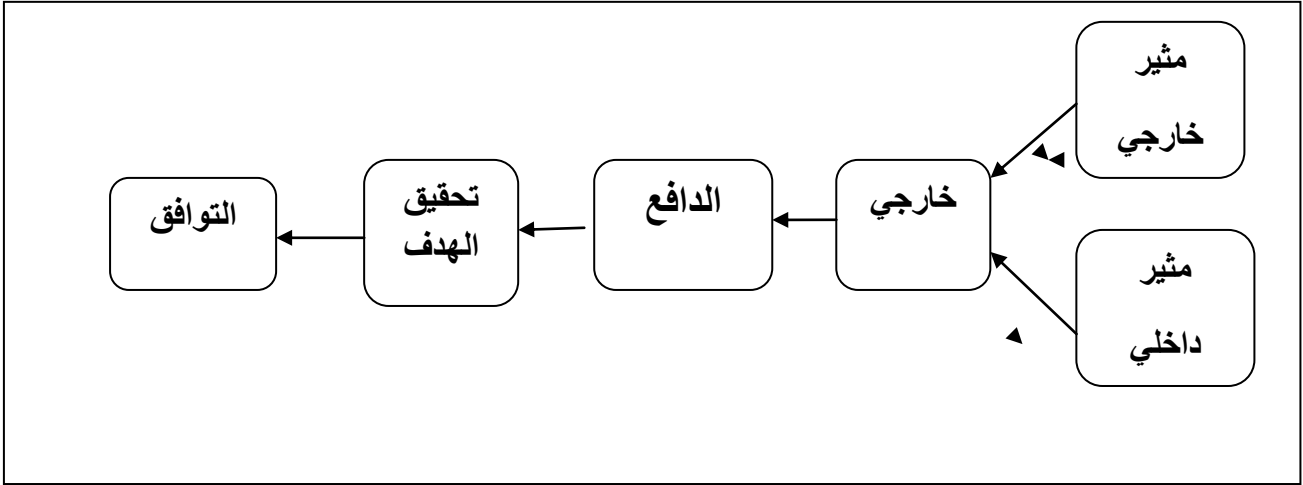 مثير
خارجي
خارجي
الدافع
تحقيق
الهدف
التوافق
مثير
داخلي